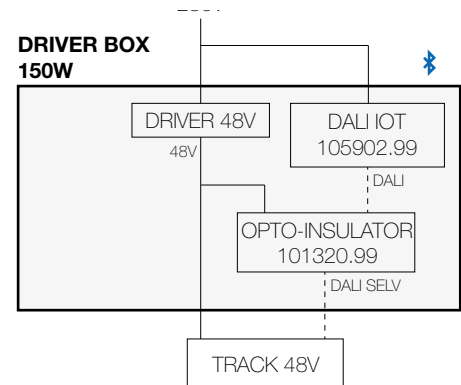 DRIVER BOX
150W
DRIVER 48V
48V
DALI IOT
105902.99
DALI
OPTO-INSULATOR
101320.99
DALI SELV
TRACK 48V